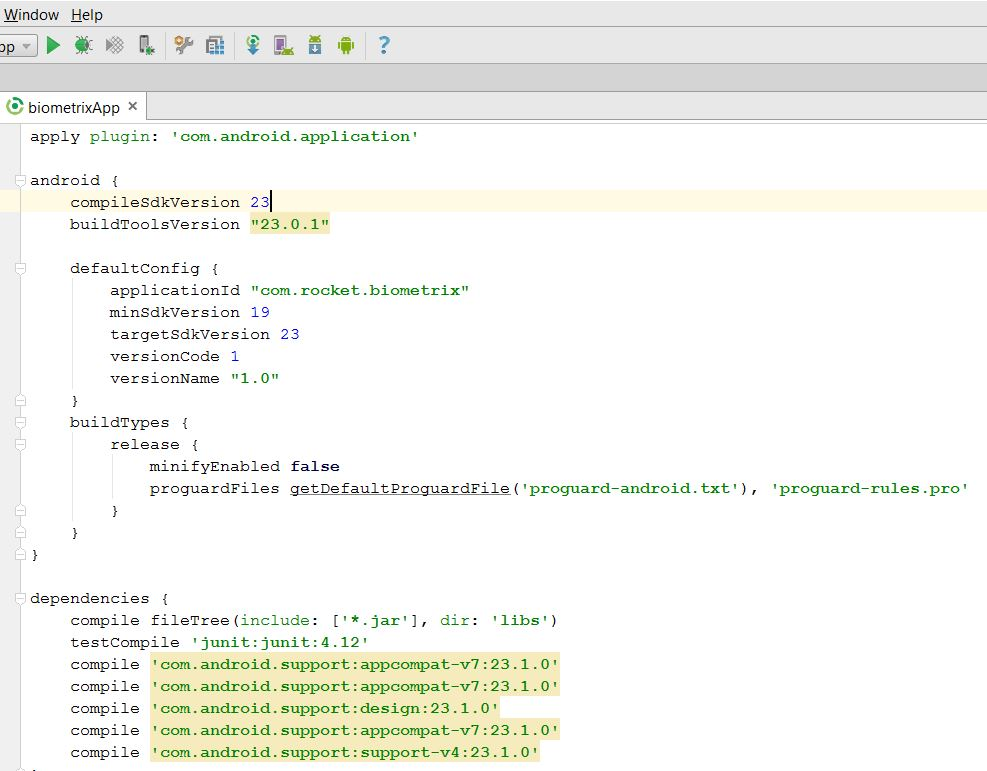 Window Help
pp
biometrixApp
apply plugin: 'com.android.application'
android {
compileSdkVersion 23
buildToolsVersion "23.0.1"
defaultConfig {
applicationId "com.rocket.biometrix"
minSdkVersion 19
targetSdkVersion 23
versionCode 1
versionName "1.0"
}
buildTypes {
release {
minifyEnabled false
proguardFiles getDefaultProguardFile('proguard-android.txt'), 'proguard-rules.pro'
}
}
}
dependencies {
compile fileTree(include: ['*.jar'], dir: 'libs')
testCompile 'junit:junit:4.12'
compile 'com.android.support:appcompat-v7:23.1.0'
compile 'com.android.support:appcompat-v7:23.1.0'
compile 'com.android.support:design:23.1.0'
compile 'com.android.support:appcompat-v7:23.1.0'
compile 'com.android.support:support-v4:23.1.0'